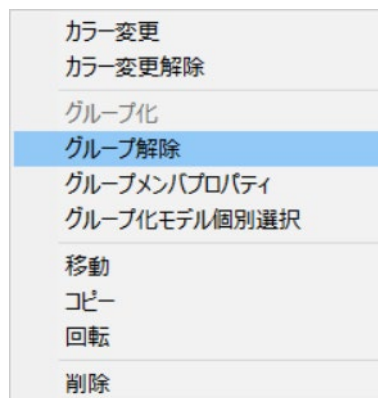 カラー変更
カラー変更解除
グループ化
グループ解除
グループメンバプロパティ
グループ化モデル個別選択
移動
コピー
回転
削除